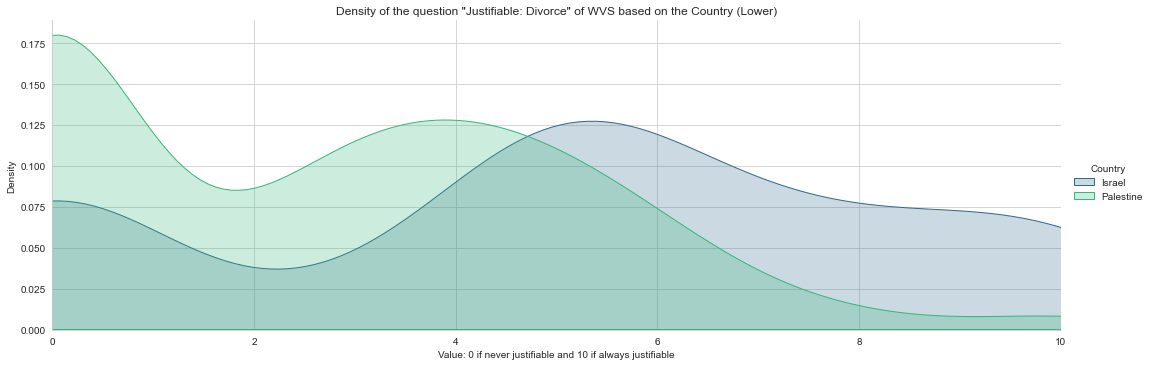 Density of the question "Justifiable: Divorce" of WVS based on the Country (Lower)
0.175
0.150
0.125
0.100
0.075
0.050
0.025
0.000
Density
0 2 4 6 8 10
Value: 0 if never justifiable and 10 if always justifiable
Country
Israel
Palestine